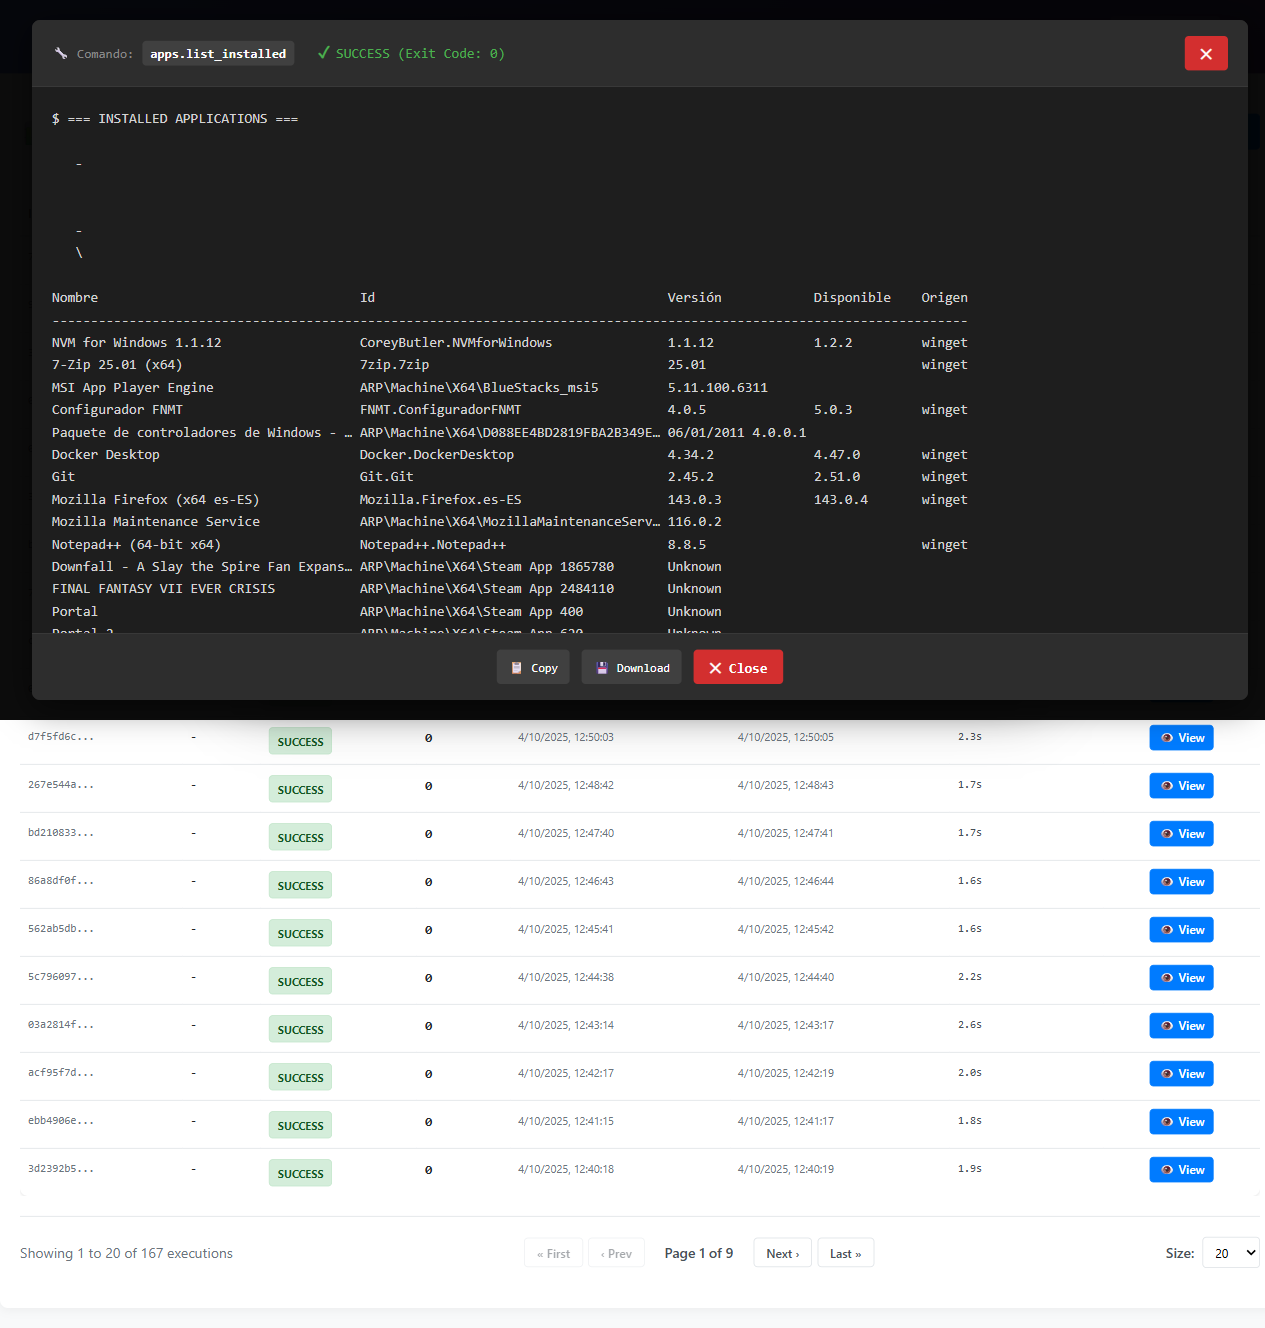 Comando: apps.list_installed ✓ SUCCESS (Exit Code: 0) ✕
$ === INSTALLED APPLICATIONS ===
-
-
\
Nombre Id Versión Disponible Origen
------------------------------------------------------------------------------------------------------------------------
NVM for Windows 1.1.12 CoreyButler.NVMforWindows 1.1.12 1.2.2 winget
7-Zip 25.01 (x64) 7zip.7zip 25.01 winget
MSI App Player Engine ARP\Machine\X64\BlueStacks_msi5 5.11.100.6311
Configurador FNMT FNMT.ConfiguradorFNMT 4.0.5 5.0.3 winget
Paquete de controladores de Windows - … ARP\Machine\X64\D088EE4BD2819FBA2B349E… 06/01/2011 4.0.0.1
Docker Desktop Docker.DockerDesktop 4.34.2 4.47.0 winget
Git Git.Git 2.45.2 2.51.0 winget
Mozilla Firefox (x64 es-ES) Mozilla.Firefox.es-ES 143.0.3 143.0.4 winget
Mozilla Maintenance Service ARP\Machine\X64\MozillaMaintenanceServ… 116.0.2
Notepad++ (64-bit x64) Notepad++.Notepad++ 8.8.5 winget
Downfall - A Slay the Spire Fan Expans… ARP\Machine\X64\Steam App 1865780 Unknown
FINAL FANTASY VII EVER CRISIS ARP\Machine\X64\Steam App 2484110 Unknown
Portal ARP\Machine\X64\Steam App 400 Unknown
Portal 2 ARP\Machine\X64\Steam App 620 Unknown
Copy Download ✕ Close
d7f5fd6c... - SUCCESS 0 4/10/2025, 12:50:03 4/10/2025, 12:50:05 2.3s View
267e544a... - SUCCESS 0 4/10/2025, 12:48:42 4/10/2025, 12:48:43 1.7s View
bd210833... - SUCCESS 0 4/10/2025, 12:47:40 4/10/2025, 12:47:41 1.7s View
86a8df0f... - SUCCESS 0 4/10/2025, 12:46:43 4/10/2025, 12:46:44 1.6s View
562ab5db... - SUCCESS 0 4/10/2025, 12:45:41 4/10/2025, 12:45:42 1.6s View
5c796097... - SUCCESS 0 4/10/2025, 12:44:38 4/10/2025, 12:44:40 2.2s View
03a2814f... - SUCCESS 0 4/10/2025, 12:43:14 4/10/2025, 12:43:17 2.6s View
acf95f7d... - SUCCESS 0 4/10/2025, 12:42:17 4/10/2025, 12:42:19 2.0s View
ebb4906e... - SUCCESS 0 4/10/2025, 12:41:15 4/10/2025, 12:41:17 1.8s View
3d2392b5... - SUCCESS 0 4/10/2025, 12:40:18 4/10/2025, 12:40:19 1.9s View
Showing 1 to 20 of 167 executions « First ‹ Prev Page 1 of 9 Next › Last » Size: 20